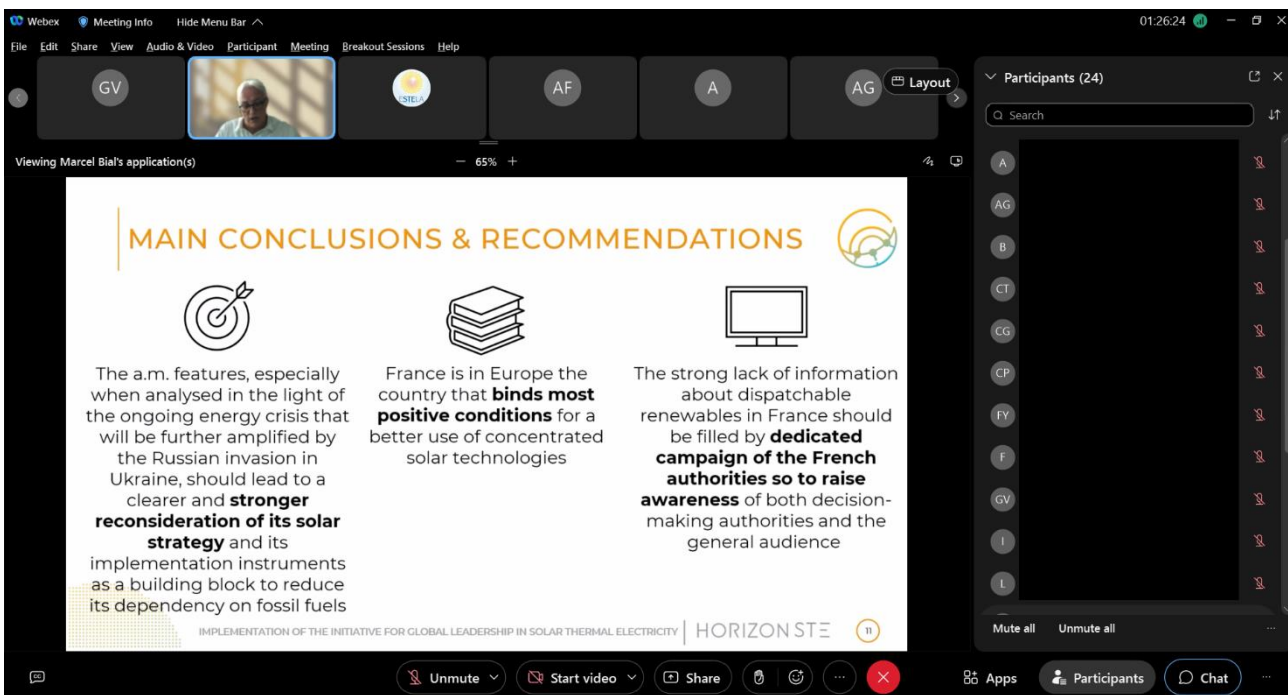 Webex
Meeting Info
Hide Menu Bar
01:26:24
File Edit Share View Audio & Video Participant Meeting Breakout Sessions Help
GV
ESTELA
AF
A
AG
Layout
Participants (24)
Search
Viewing Marcel Bial's application(s)
− 65% +
MAIN CONCLUSIONS & RECOMMENDATIONS
The a.m. features, especially
when analysed in the light of
the ongoing energy crisis that
will be further amplified by
the Russian invasion in
Ukraine, should lead to a
clearer and stronger
reconsideration of its solar
strategy and its
implementation instruments
as a building block to reduce
its dependency on fossil fuels
France is in Europe the
country that binds most
positive conditions for a
better use of concentrated
solar technologies
The strong lack of information
about dispatchable
renewables in France should
be filled by dedicated
campaign of the French
authorities so to raise
awareness of both decision-
making authorities and the
general audience
IMPLEMENTATION OF THE INITIATIVE FOR GLOBAL LEADERSHIP IN SOLAR THERMAL ELECTRICITY
HORIZON STE
11
A
AG
B
CT
CG
CP
FY
F
GV
I
L
Mute all
Unmute all
CC
Unmute
Start video
Share
Apps
Participants
Chat